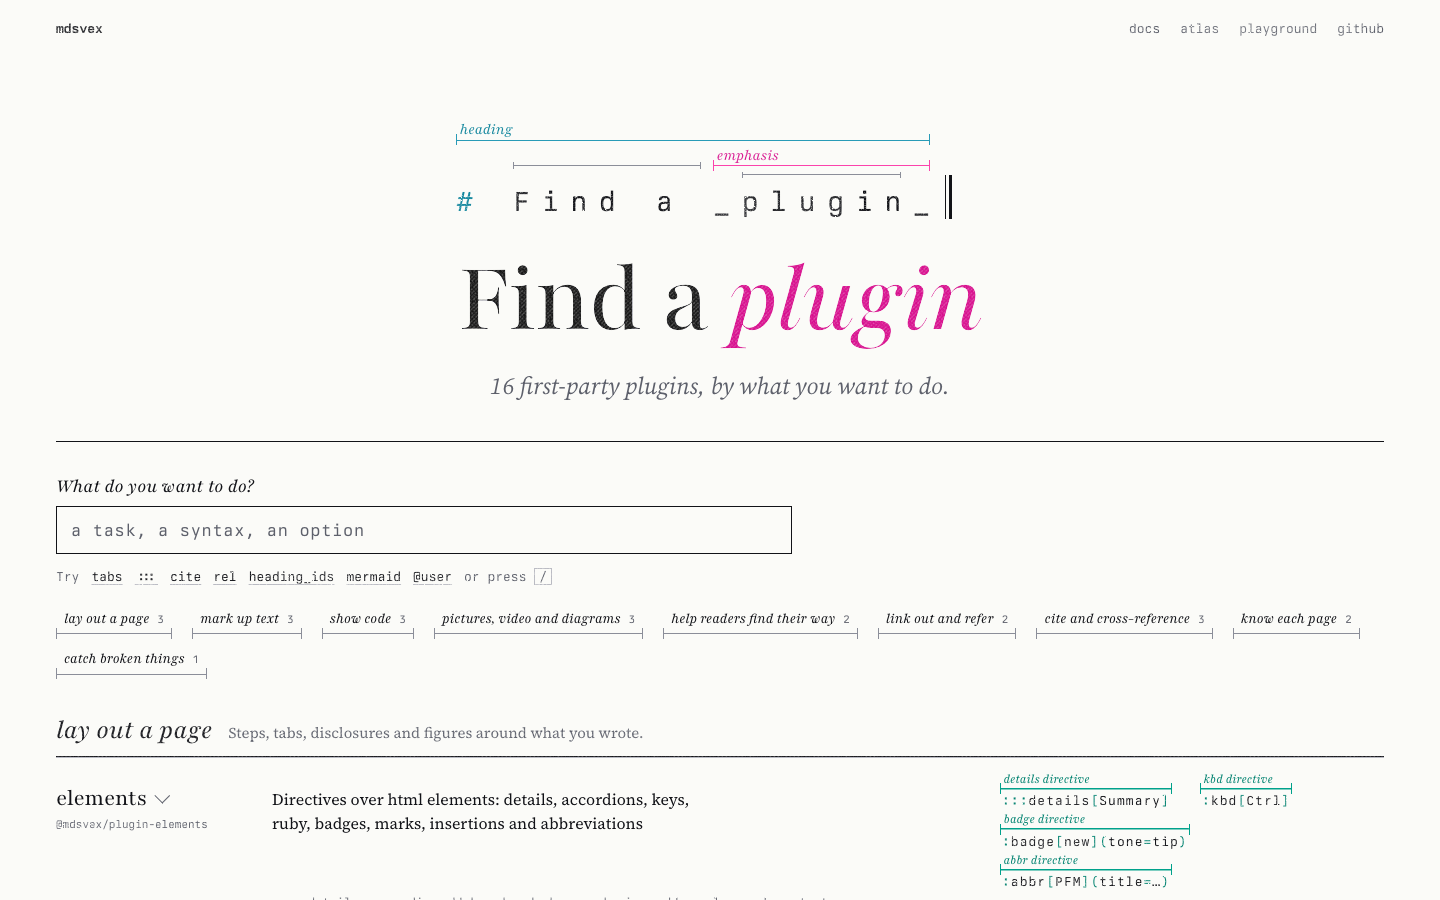 mdsvex docs atlas playground github
heading
emphasis
# Find a _plugin_
Find a plugin
16 first-party plugins, by what you want to do.
What do you want to do?
a task, a syntax, an option
Try tabs ::: cite rel heading_ids mermaid @user or press /
lay out a page 3 mark up text 3 show code 3 pictures, video and diagrams 3 help readers find their way 2 link out and refer 2 cite and cross-reference 3 know each page 2
catch broken things 1
lay out a page Steps, tabs, disclosures and figures around what you wrote.
elements
@mdsvex/plugin-elements
Directives over html elements: details, accordions, keys,
ruby, badges, marks, insertions and abbreviations
details directive kbd directive
:::details[Summary] :kbd[Ctrl]
badge directive
:badge[new](tone=tip)
abbr directive
:abbr[PFM](title=…)